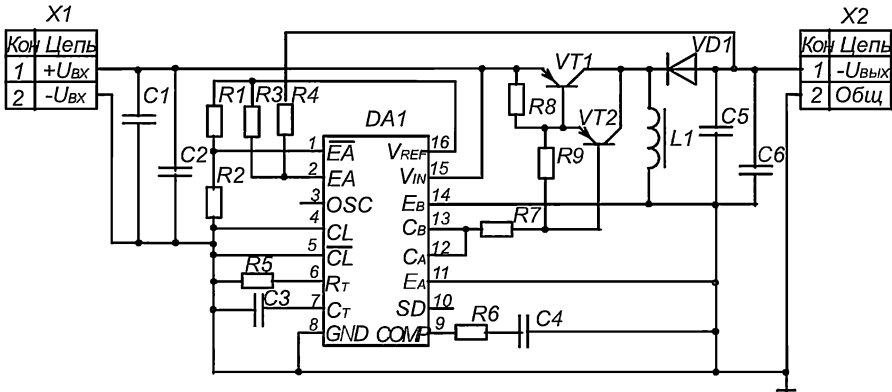 X1
X2
Кон Цепь
1 +Uвх
2 -Uвх
Кон Цепь
1 -Uвых
2 Общ
C1
C2
R1
R3
R4
R2
R5
C3
DA1
1 EA
2 EA
3 OSC
4 CL
5 CL
6 RT
7 CT
8 GND
VREF 16
VIN 15
EB 14
CB 13
CA 12
EA 11
SD 10
COMP 9
R6
C4
R7
R8
R9
VT1
VT2
VD1
L1
C5
C6